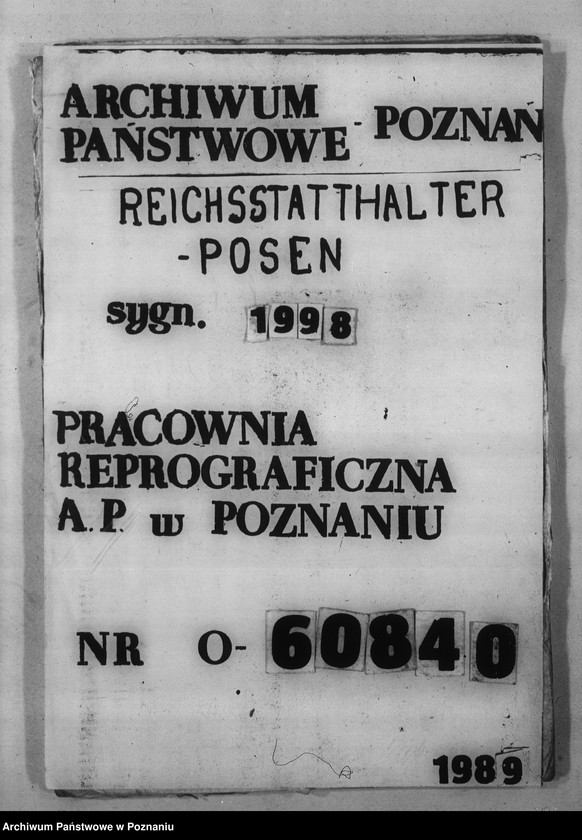 ARCHIWUM
PAŃSTWOWE - POZNAŃ
REICHSSTATTHALTER
-POSEN
sygn. 1998
PRACOWNIA
REPROGRAFICZNA
A.P. w POZNANIU
NR O-60840
1989
Archiwum Państwowe w Poznaniu